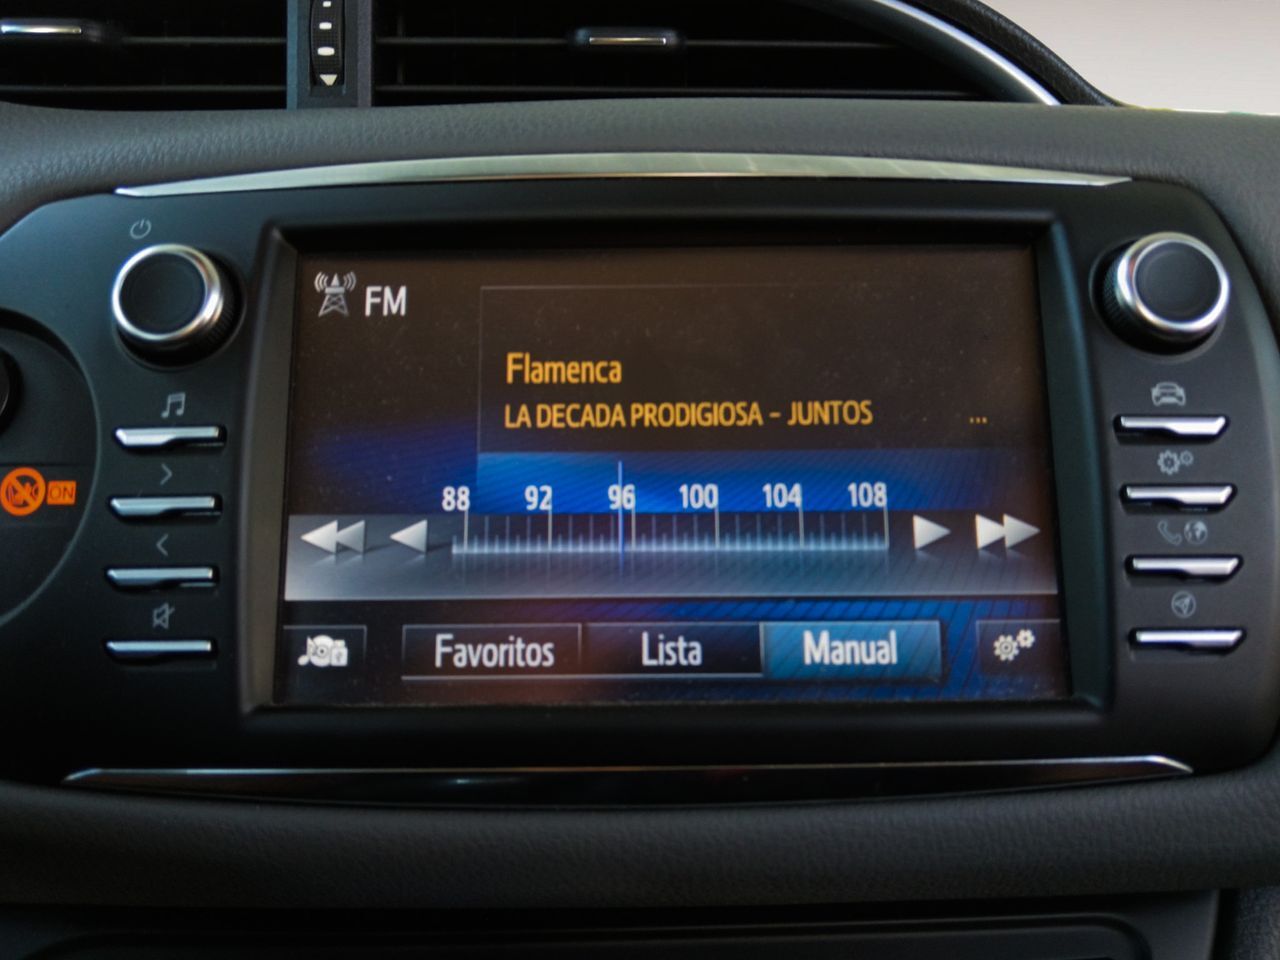 FM
Flamenca
LA DECADA PRODIGIOSA - JUNTOS ...
88 92 96 100 104 108
ON
Favoritos Lista Manual